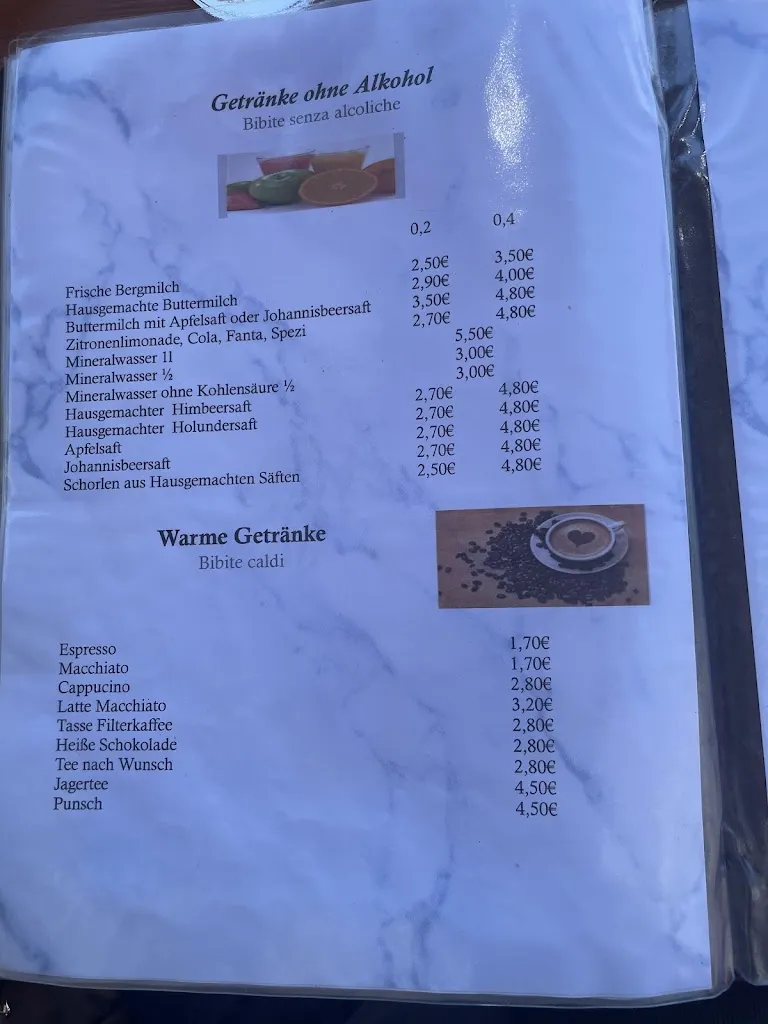 Getränke ohne Alkohol
Bibite senza alcoliche
0,2 0,4
Frische Bergmilch 2,50€ 3,50€
Hausgemachte Buttermilch 2,90€ 4,00€
Buttermilch mit Apfelsaft oder Johannisbeersaft 3,50€ 4,80€
Zitronenlimonade, Cola, Fanta, Spezi 2,70€ 4,80€
Mineralwasser 1l 5,50€
Mineralwasser ½ 3,00€
Mineralwasser ohne Kohlensäure ½ 3,00€
Hausgemachter Himbeersaft 2,70€ 4,80€
Hausgemachter Holundersaft 2,70€ 4,80€
Apfelsaft 2,70€ 4,80€
Johannisbeersaft 2,70€ 4,80€
Schorlen aus Hausgemachten Säften 2,50€ 4,80€
Warme Getränke
Bibite caldi
Espresso 1,70€
Macchiato 1,70€
Cappucino 2,80€
Latte Macchiato 3,20€
Tasse Filterkaffee 2,80€
Heiße Schokolade 2,80€
Tee nach Wunsch 2,80€
Jagertee 4,50€
Punsch 4,50€